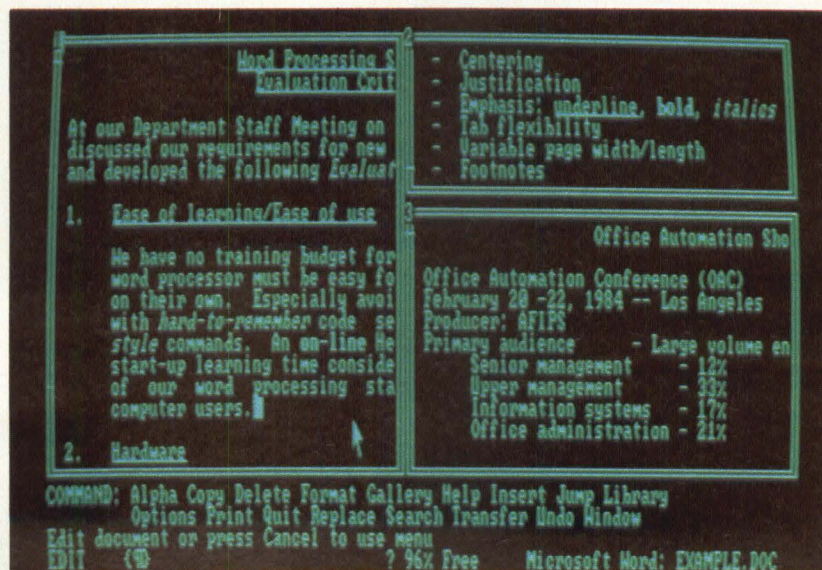 1
Word Processing S
Evaluation Crit
At our Department Staff Meeting on
discussed our requirements for new
and developed the following Evaluat
1. Ease of learning/Ease of use
We have no training budget for
word processor must be easy fo
on their own. Especially avoi
with hard-to-remember code se
style commands. An on-line He
start-up learning time conside
of our word processing sta
computer users.
2. Hardware
2
- Centering
- Justification
- Emphasis: underline, bold, italics
- Tab flexibility
- Variable page width/length
- Footnotes
3
Office Automation Sho
Office Automation Conference (OAC)
February 20 -22, 1984 -- Los Angeles
Producer: AFIPS
Primary audience - Large volume en
Senior management - 12%
Upper management - 33%
Information systems - 17%
Office administration - 21%
COMMAND: Alpha Copy Delete Format Gallery Help Insert Jump Library
Options Print Quit Replace Search Transfer Undo Window
Edit document or press Cancel to use menu
EDIT {¶} ? 96% Free Microsoft Word: EXAMPLE.DOC